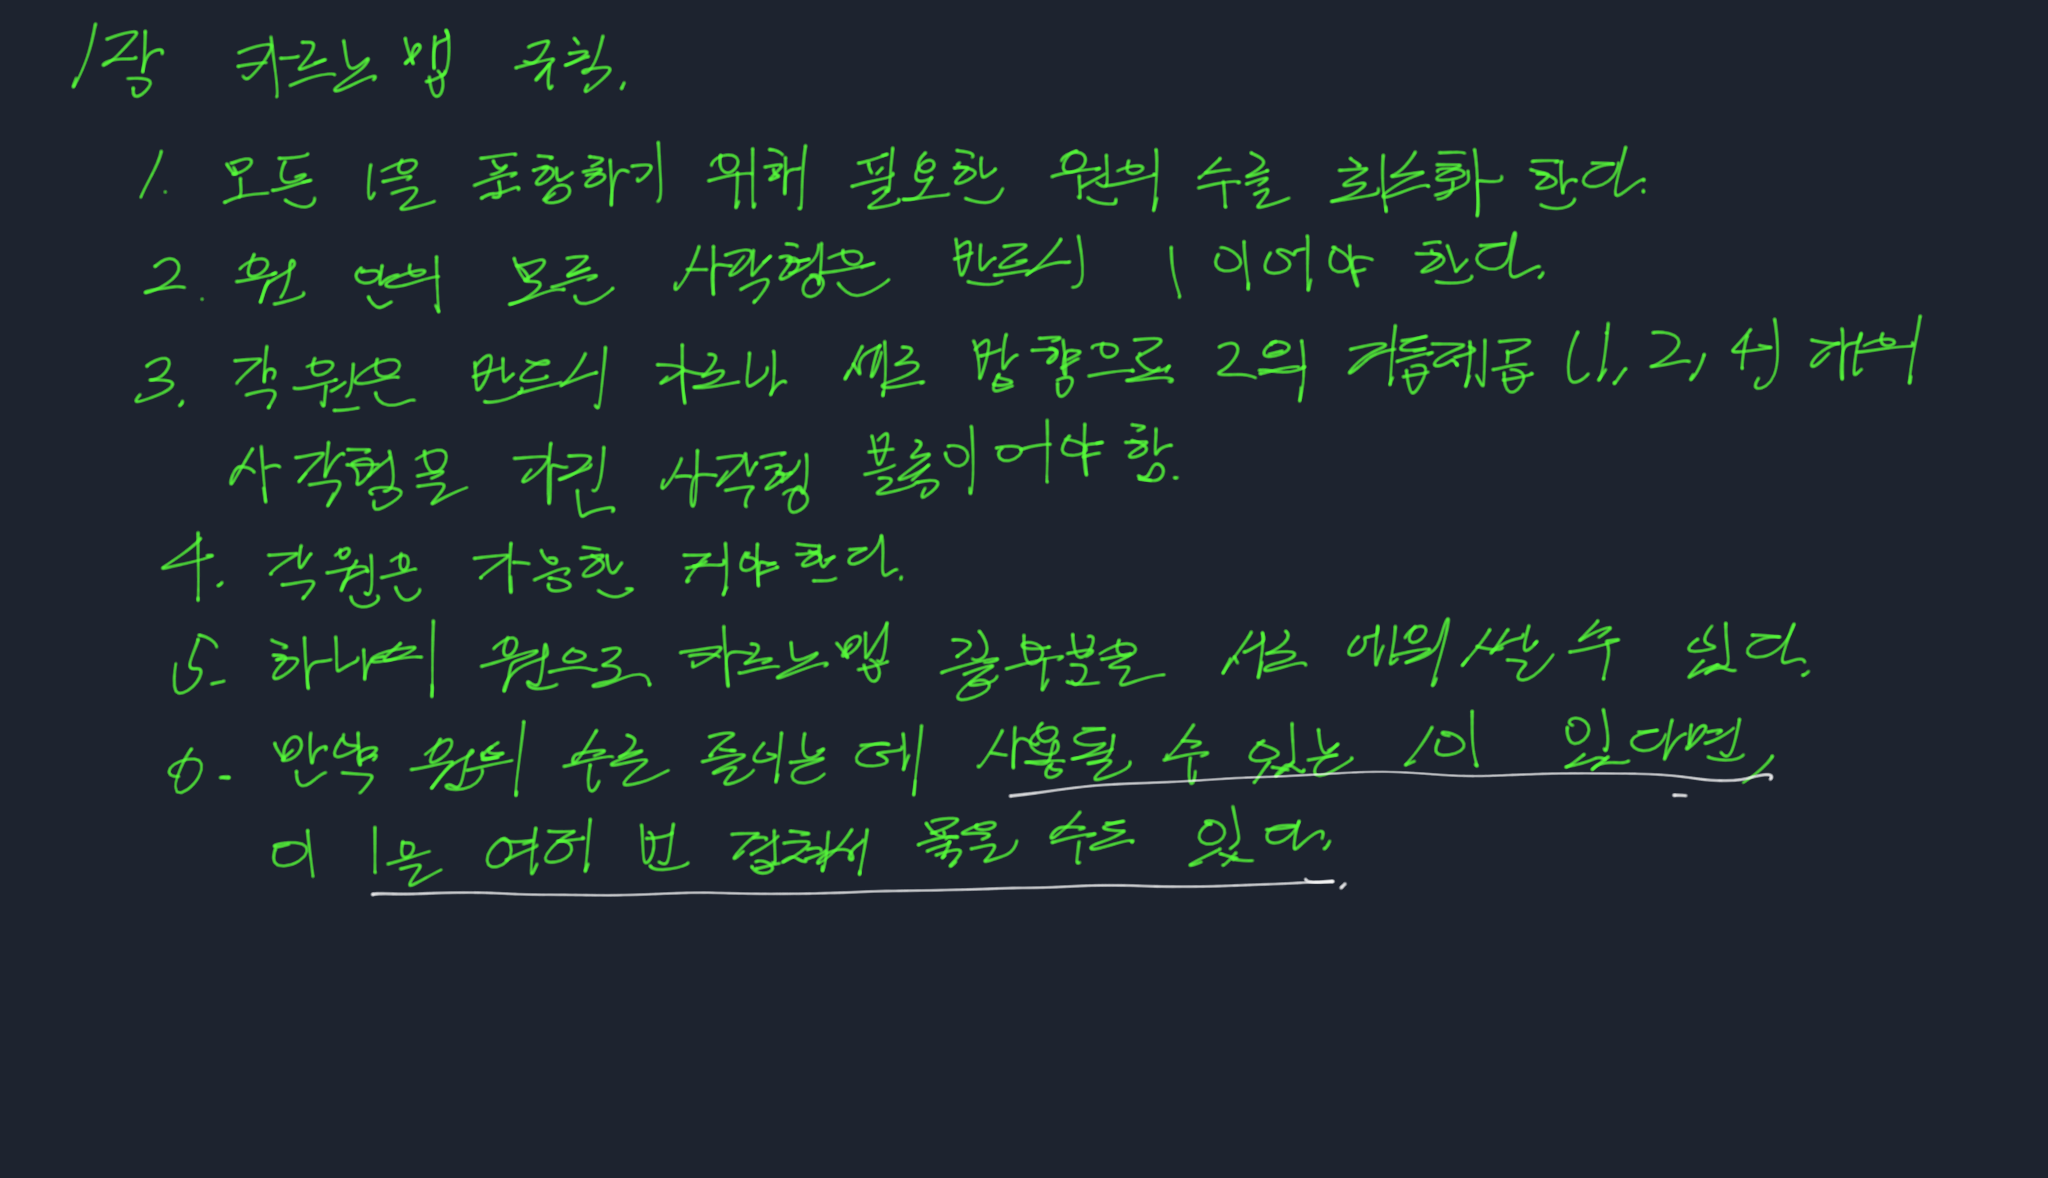 1장 카르노 맵 규칙.
1. 모든 1을 포함하기 위해 필요한 원의 수를 최소화 한다.
2. 원 안의 모든 사각형은 반드시 1이어야 한다.
3. 각 원은 반드시 가로나 세로 방향으로 2의 거듭제곱 (1, 2, 4) 개의
사각형을 가진 사각형 블록이어야 함.
4. 각 원은 가능한 커야 한다.
5. 하나의 원으로 카르노맵 끝부분을 서로 에워쌀 수 있다.
6. 만약 원의 수를 줄이는 데 사용될 수 있는 1이 있다면,
이 1을 여러 번 겹쳐서 묶을 수도 있다.